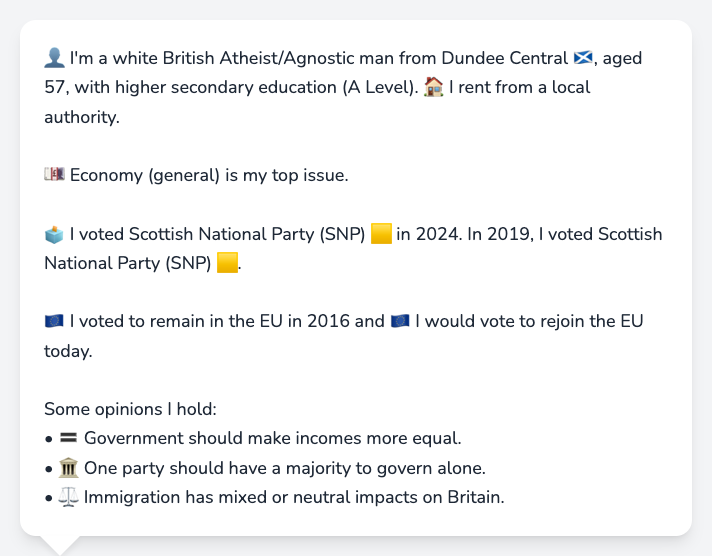 👤 I'm a white British Atheist/Agnostic man from Dundee Central 🏴󠁧󠁢󠁳󠁣󠁴󠁿, aged
57, with higher secondary education (A Level). 🏠 I rent from a local
authority.
💷 Economy (general) is my top issue.
🗳️ I voted Scottish National Party (SNP) 🟨 in 2024. In 2019, I voted Scottish
National Party (SNP) 🟨.
🇪🇺 I voted to remain in the EU in 2016 and 🇪🇺 I would vote to rejoin the EU
today.
Some opinions I hold:
• 🟰 Government should make incomes more equal.
• 🏛️ One party should have a majority to govern alone.
• ⚖️ Immigration has mixed or neutral impacts on Britain.